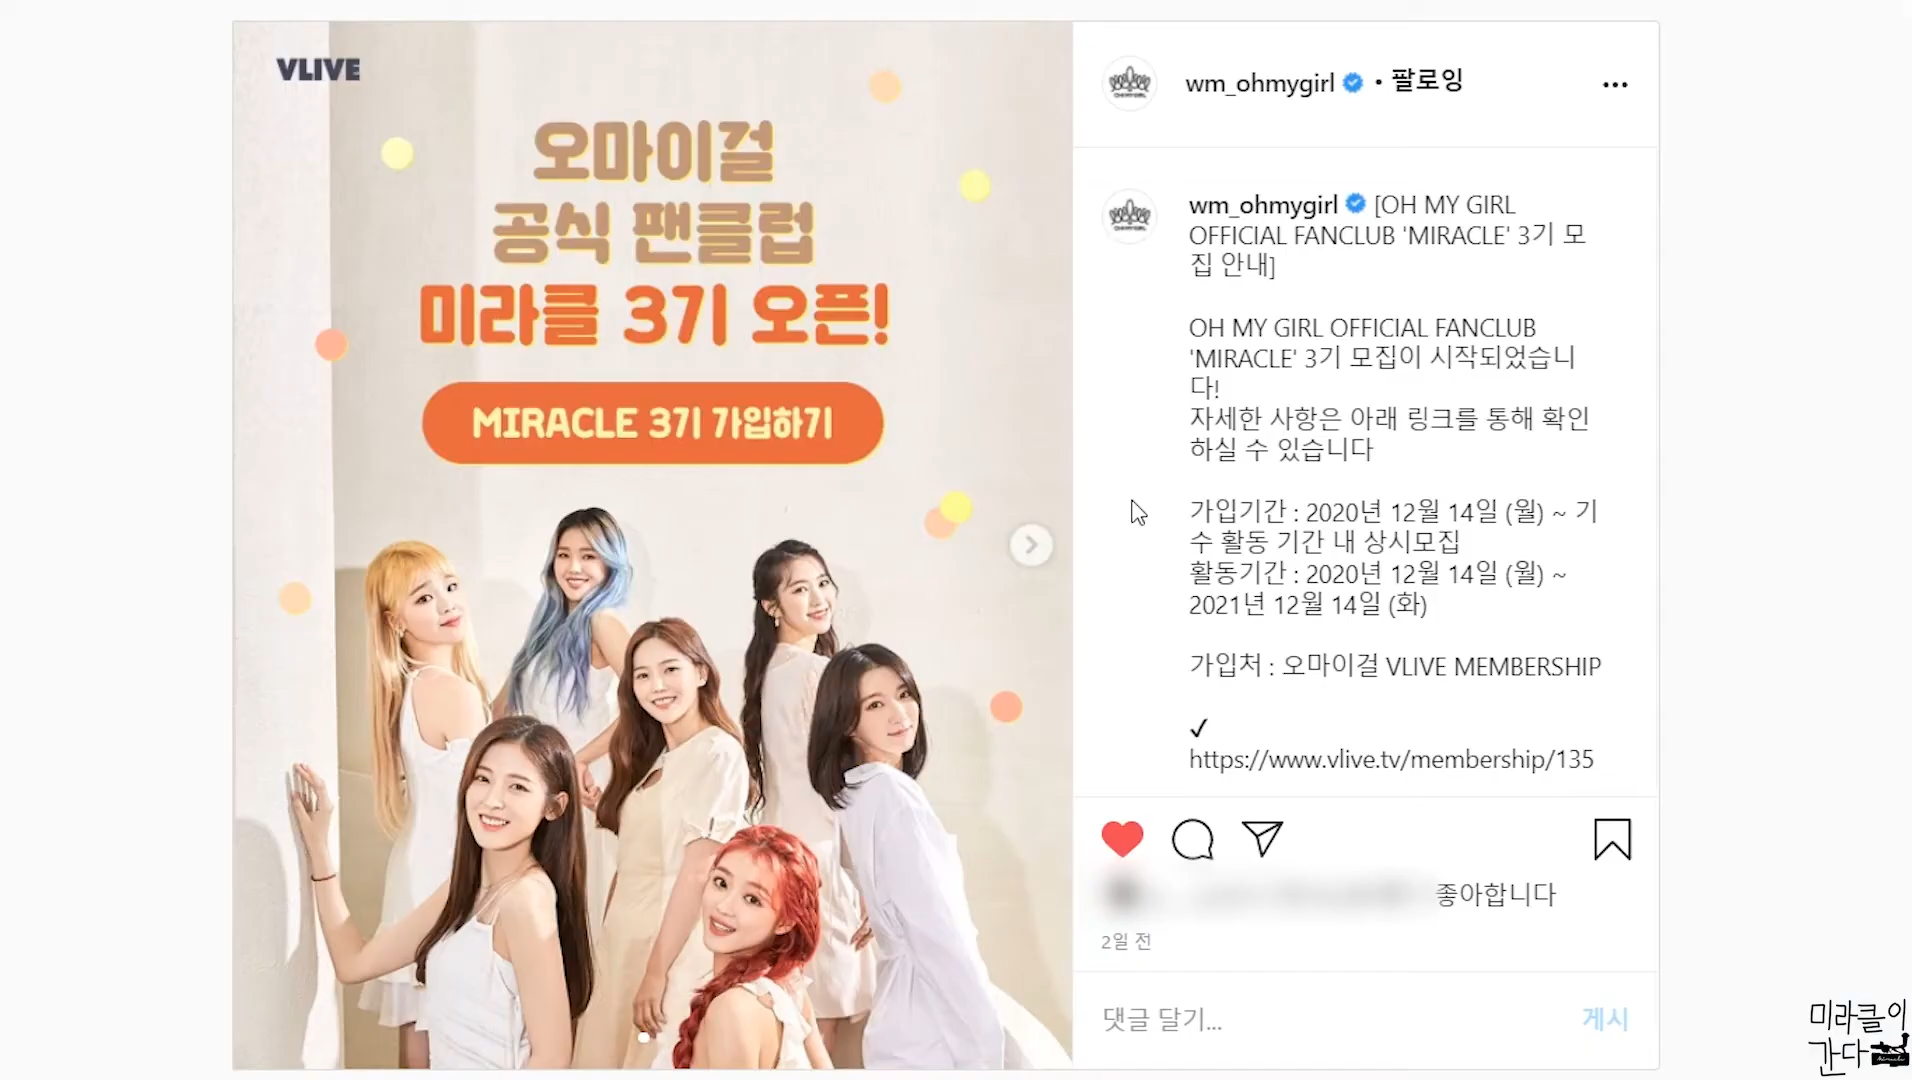 VLIVE
오마이걸
공식 팬클럽
미라클 3기 오픈!
MIRACLE 3기 가입하기
wm_ohmygirl • 팔로잉
wm_ohmygirl [OH MY GIRL
OFFICIAL FANCLUB 'MIRACLE' 3기 모
집 안내]
OH MY GIRL OFFICIAL FANCLUB
'MIRACLE' 3기 모집이 시작되었습니
다!
자세한 사항은 아래 링크를 통해 확인
하실 수 있습니다
가입기간 : 2020년 12월 14일 (월) ~ 기
수 활동 기간 내 상시모집
활동기간 : 2020년 12월 14일 (월) ~
2021년 12월 14일 (화)
가입처 : 오마이걸 VLIVE MEMBERSHIP
✓
https://www.vlive.tv/membership/135
좋아합니다
2일 전
댓글 달기...
게시
미라클이
간다